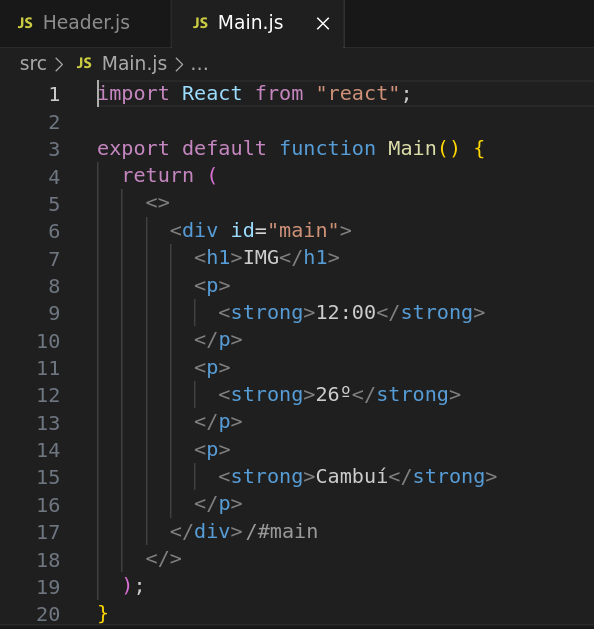 JS Header.js JS Main.js ×
src > JS Main.js > ...
1 import React from "react";
2
3 export default function Main() {
4 return (
5 <>
6 <div id="main">
7 <h1>IMG</h1>
8 <p>
9 <strong>12:00</strong>
10 </p>
11 <p>
12 <strong>26º</strong>
13 </p>
14 <p>
15 <strong>Cambuí</strong>
16 </p>
17 </div>/#main
18 </>
19 );
20 }